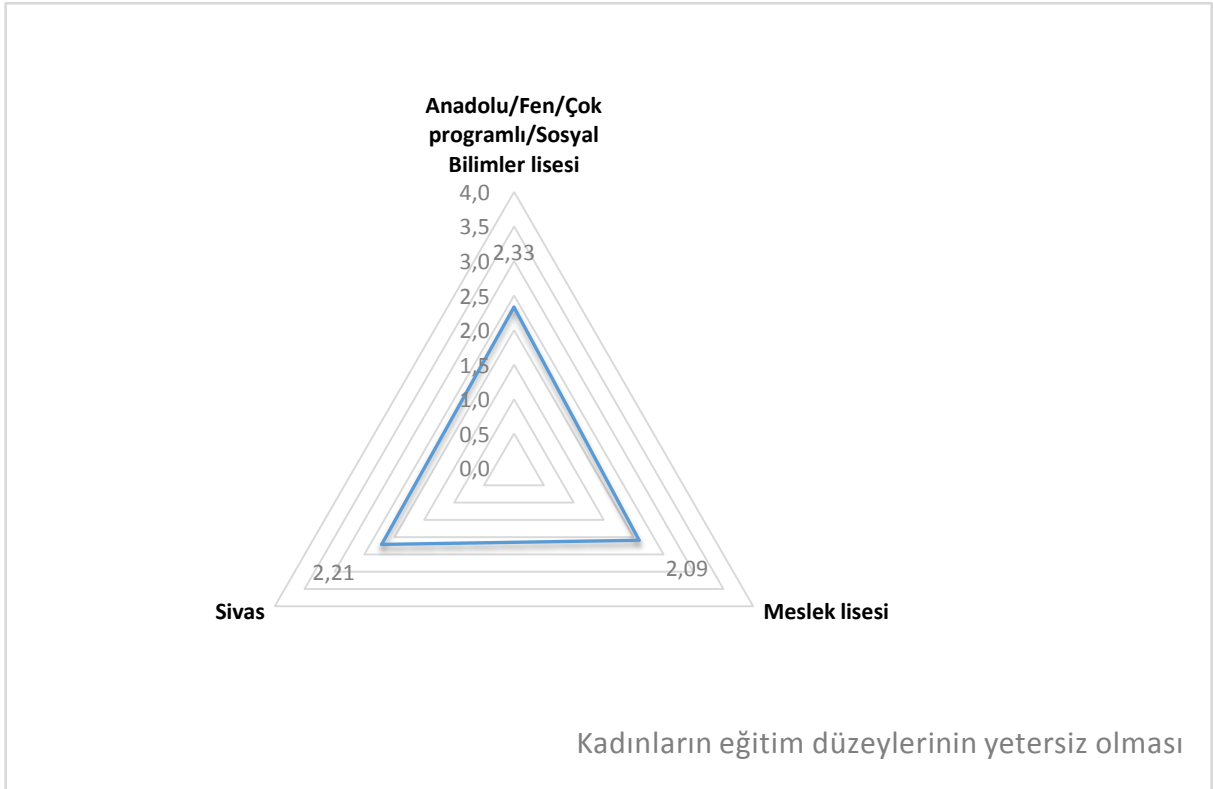 Anadolu/Fen/Çok
programlı/Sosyal
Bilimler lisesi
4,0
3,5
2,33
3,0
2,5
2,0
1,5
1,0
0,5
0,0
2,21
2,09
Sivas
Meslek lisesi
Kadınların eğitim düzeylerinin yetersiz olması